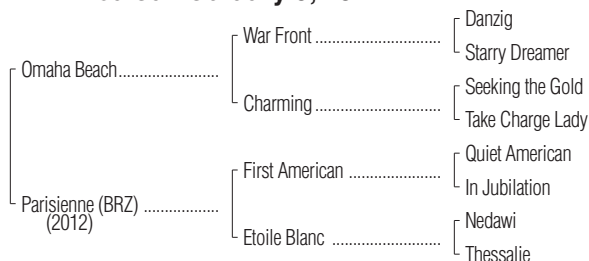 War Front
Danzig
Starry Dreamer
Omaha Beach
Charming
Seeking the Gold
Take Charge Lady
First American
Quiet American
In Jubilation
Parisienne (BRZ)
(2012)
Etoile Blanc
Nedawi
Thessalie